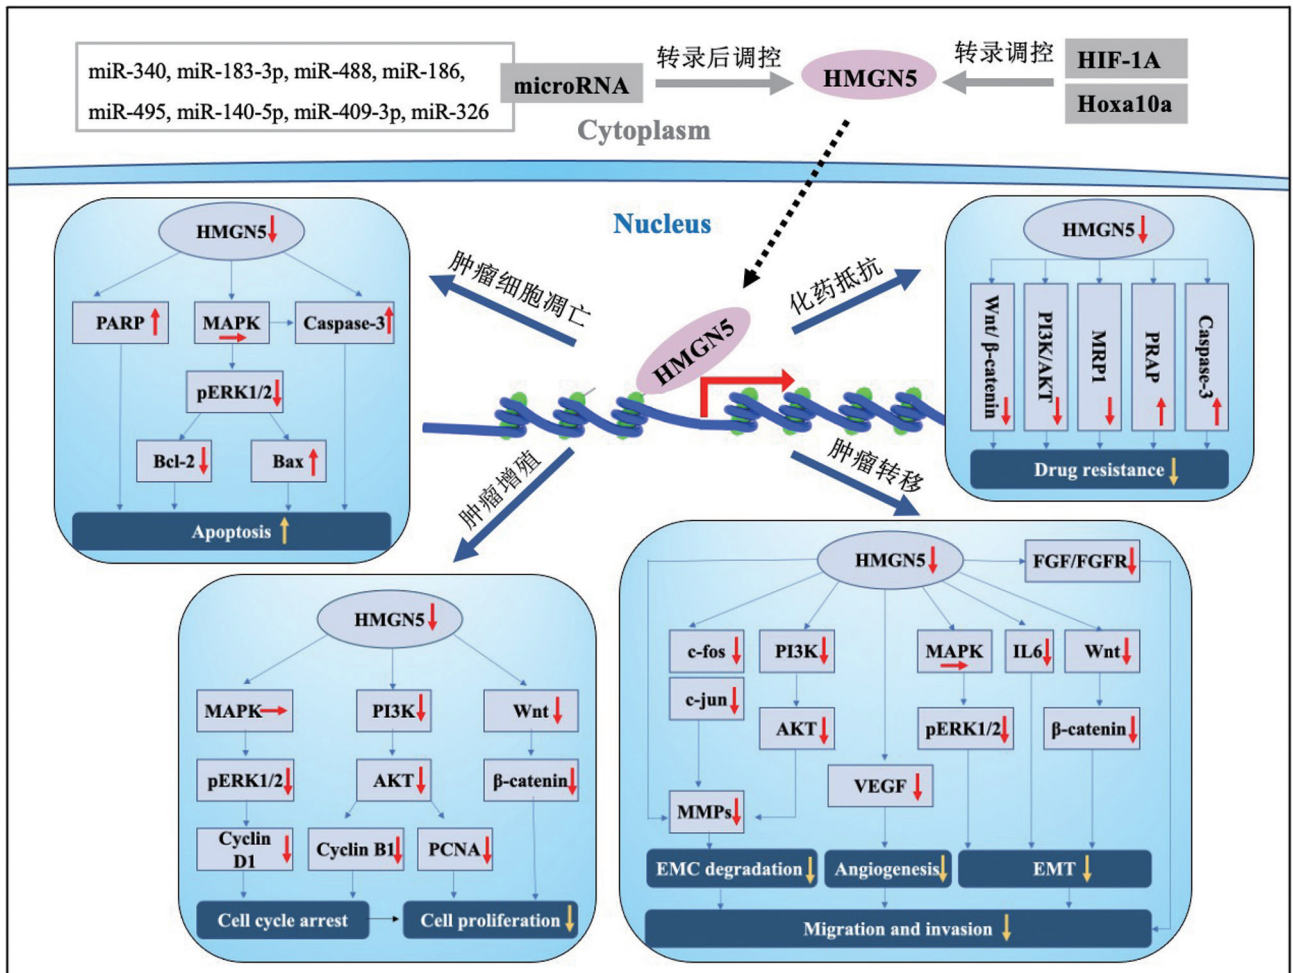 miR-340, miR-183-3p, miR-488, miR-186,
miR-495, miR-140-5p, miR-409-3p, miR-326
microRNA
转录后调控
HMGN5
转录调控
HIF-1A
Hoxa10a
Cytoplasm
Nucleus
HMGN5
肿瘤细胞凋亡
化药抵抗
肿瘤增殖
肿瘤转移
HMGN5
PARP
MAPK
Caspase-3
pERK1/2
Bcl-2
Bax
Apoptosis
HMGN5
Wnt/ β-catenin
PI3K/AKT
MRP1
PRAP
Caspase-3
Drug resistance
HMGN5
MAPK
PI3K
Wnt
pERK1/2
AKT
β-catenin
Cyclin
D1
Cyclin B1
PCNA
Cell cycle arrest
Cell proliferation
HMGN5
FGF/FGFR
c-fos
PI3K
MAPK
IL6
Wnt
c-jun
AKT
pERK1/2
β-catenin
VEGF
MMPs
EMC degradation
Angiogenesis
EMT
Migration and invasion